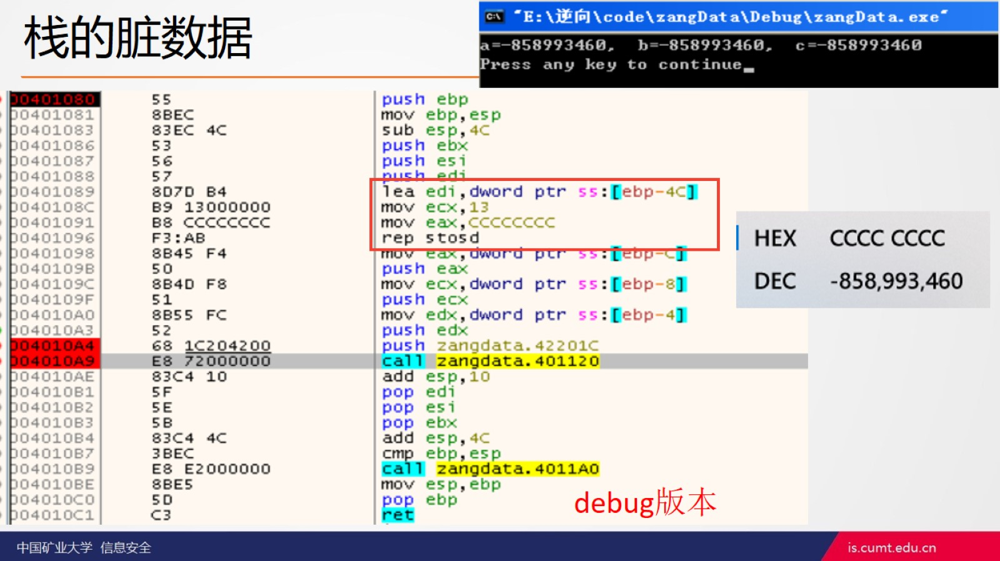 栈的脏数据
"E:\逆向\code\zangData\Debug\zangData.exe"
a=-858993460,  b=-858993460,  c=-858993460
Press any key to continue_
00401080 55 push ebp
00401081 8BEC mov ebp,esp
00401083 83EC 4C sub esp,4C
00401086 53 push ebx
00401087 56 push esi
00401088 57 push edi
00401089 8D7D B4 lea edi,dword ptr ss:[ebp-4C]
0040108C B9 13000000 mov ecx,13
00401091 B8 CCCCCCCC mov eax,CCCCCCCC
00401096 F3:AB rep stosd
00401098 8B45 F4 mov eax,dword ptr ss:[ebp-C]
0040109B 50 push eax
0040109C 8B4D F8 mov ecx,dword ptr ss:[ebp-8]
0040109F 51 push ecx
004010A0 8B55 FC mov edx,dword ptr ss:[ebp-4]
004010A3 52 push edx
004010A4 68 1C204200 push zangdata.42201C
004010A9 E8 72000000 call zangdata.401120
004010AE 83C4 10 add esp,10
004010B1 5F pop edi
004010B2 5E pop esi
004010B3 5B pop ebx
004010B4 83C4 4C add esp,4C
004010B7 3BEC cmp ebp,esp
004010B9 E8 E2000000 call zangdata.4011A0
004010BE 8BE5 mov esp,ebp
004010C0 5D pop ebp
004010C1 C3 ret
HEX CCCC CCCC
DEC -858,993,460
debug版本
中国矿业大学 信息安全
is.cumt.edu.cn